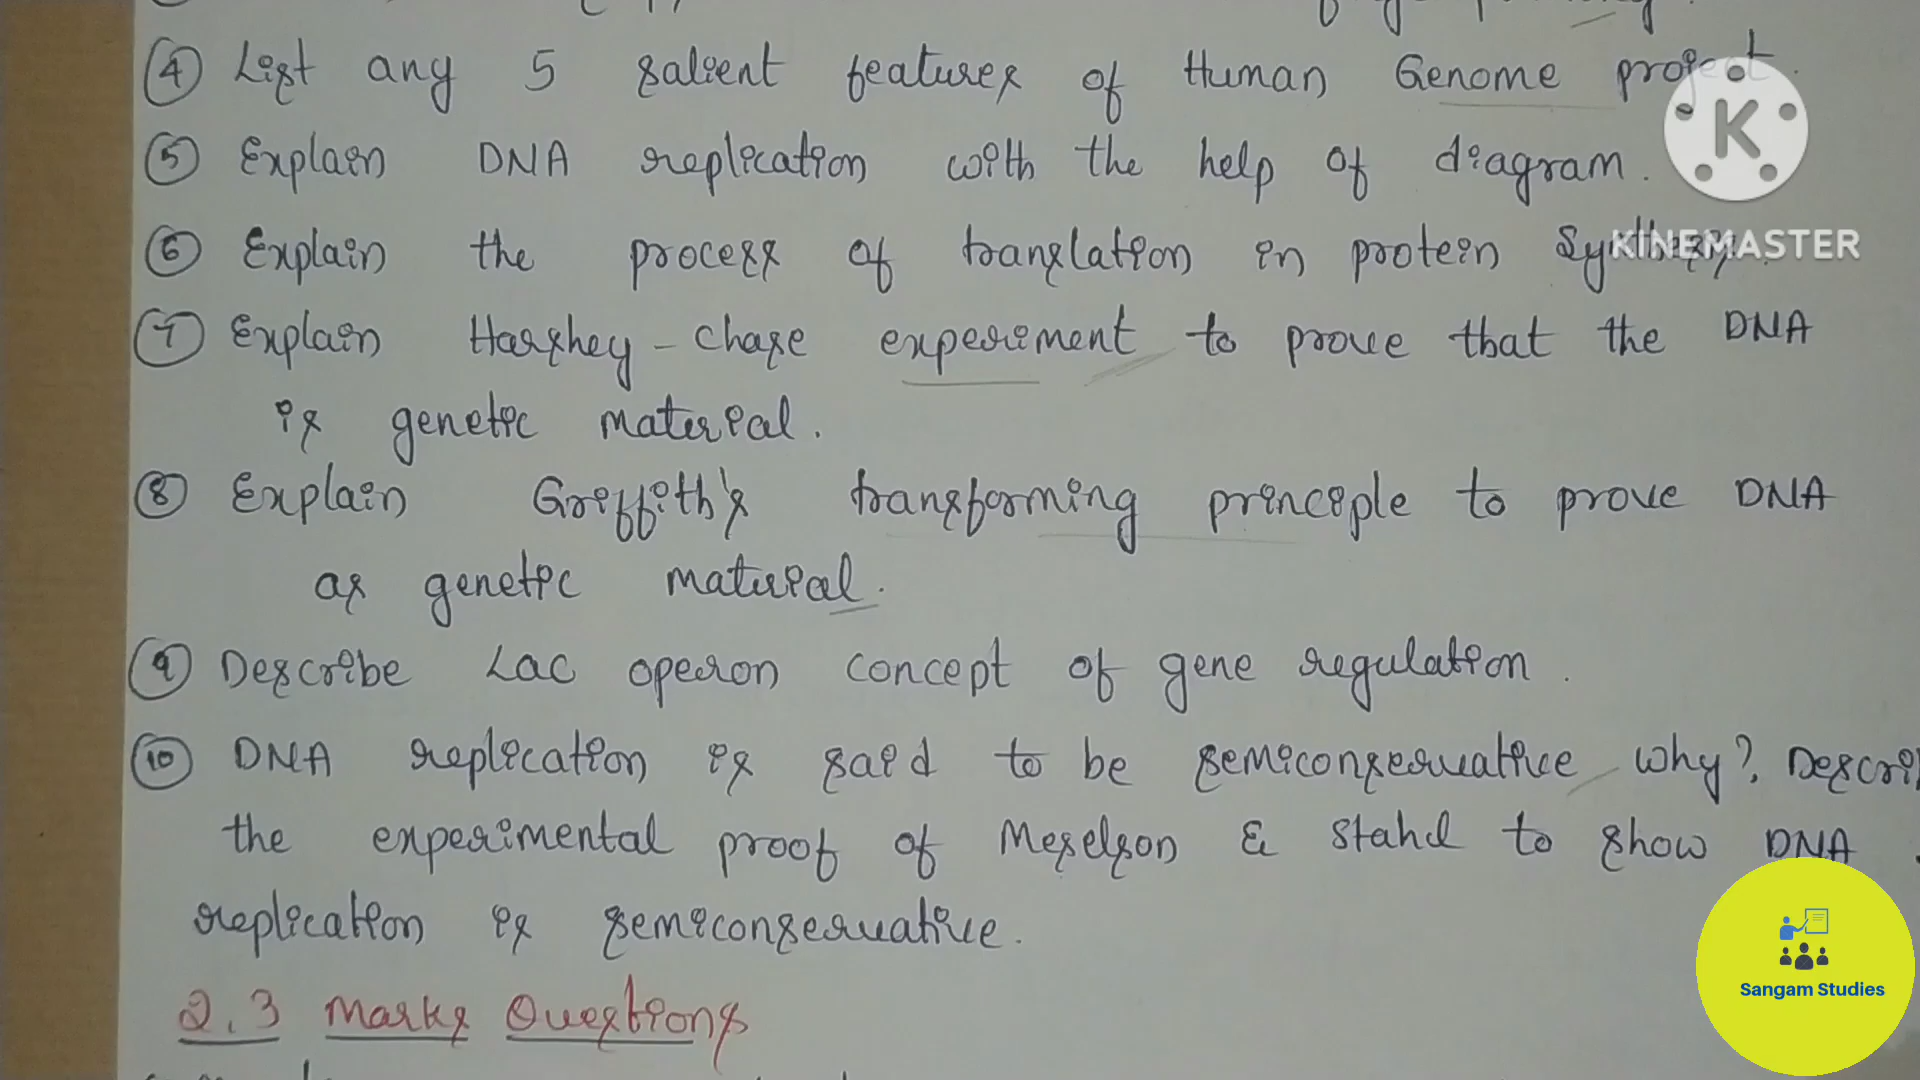 4 List any 5 salient features of Human Genome project.
5 Explain DNA replication with the help of diagram.
6 Explain the process of translation in protein
KINEMASTER
7 Explain Harshey - chase experiment to prove that the DNA
is genetic material.
8 Explain Griffith's transforming principle to prove DNA
as genetic material.
9 Describe Lac operon concept of gene regulation.
10 DNA replication is said to be semiconservative why?. Descri
the experimental proof of Meselson & stahl to show DNA
replication is semiconservative.
2.3 Marks Questions
K
Sangam Studies